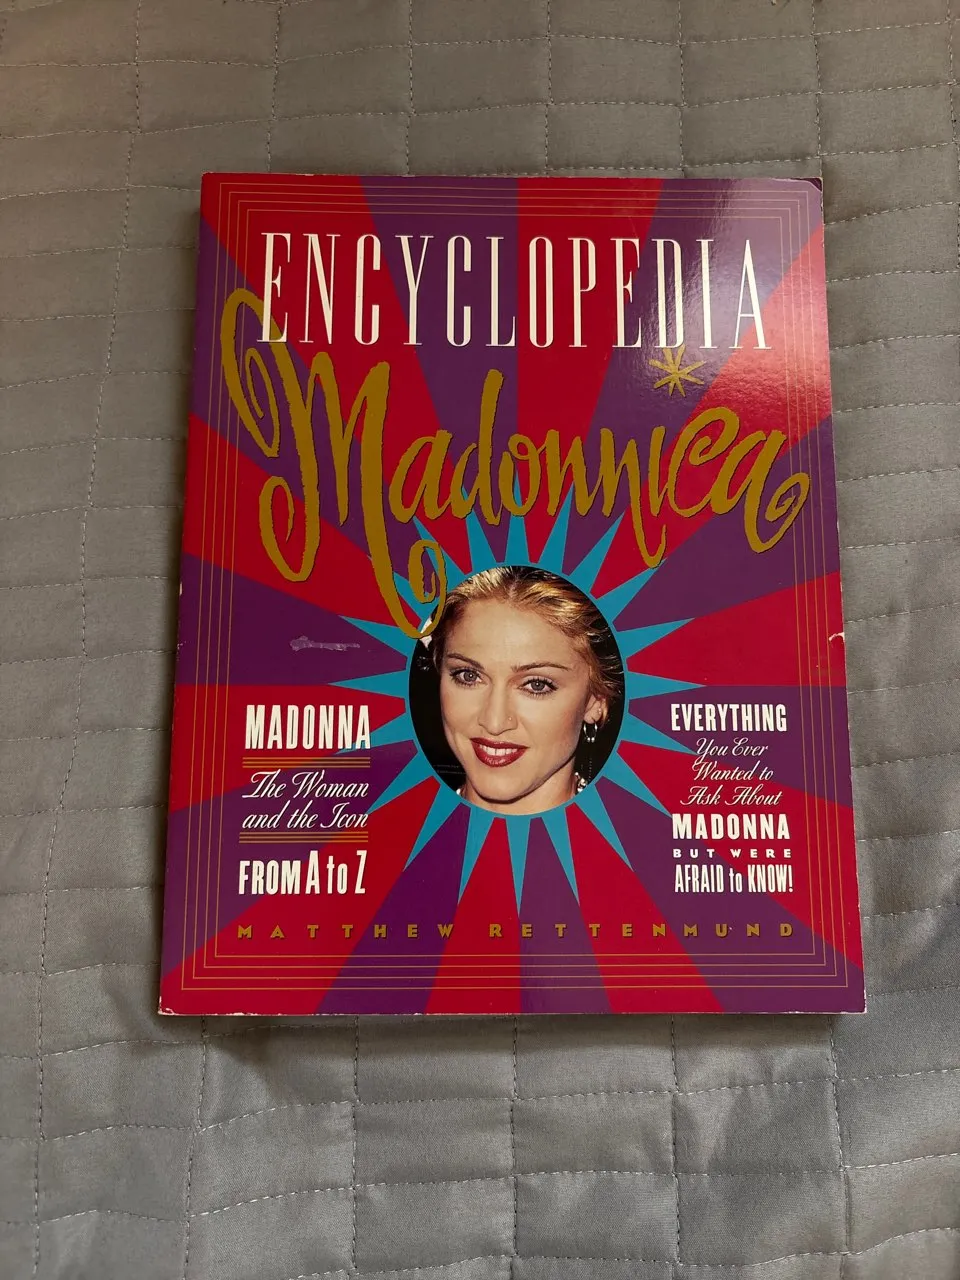 ENCYCLOPEDIA
Madonnica
MADONNA
The Woman
and the Icon
FROM A to Z
EVERYTHING
You Ever
Wanted to
Ask About
MADONNA
BUT WERE
AFRAID to KNOW!
MATTHEW RETTENMUND